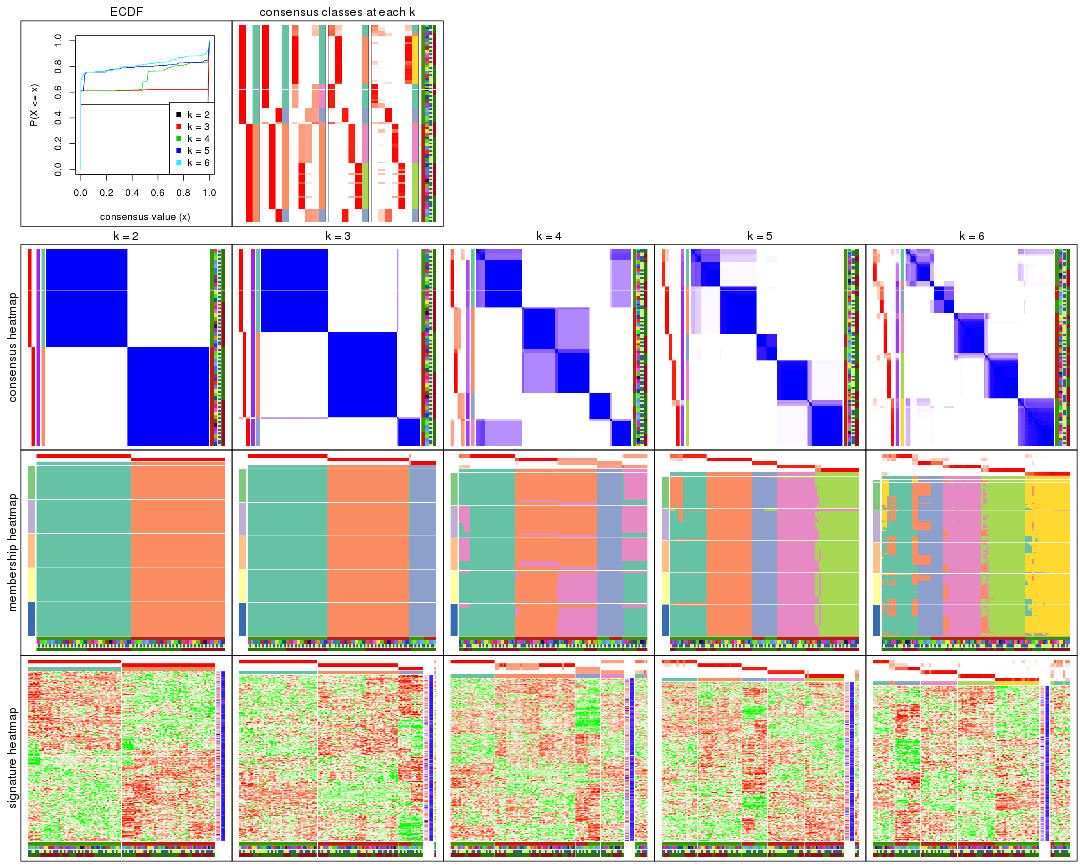 ECDF
consensus classes at each k
P(X <= x)
0.0 0.2 0.4 0.6 0.8 1.0
k = 2
k = 3
k = 4
k = 5
k = 6
0.0 0.2 0.4 0.6 0.8 1.0
consensus value (x)
k = 2
k = 3
k = 4
k = 5
k = 6
consensus heatmap
membership heatmap
signature heatmap